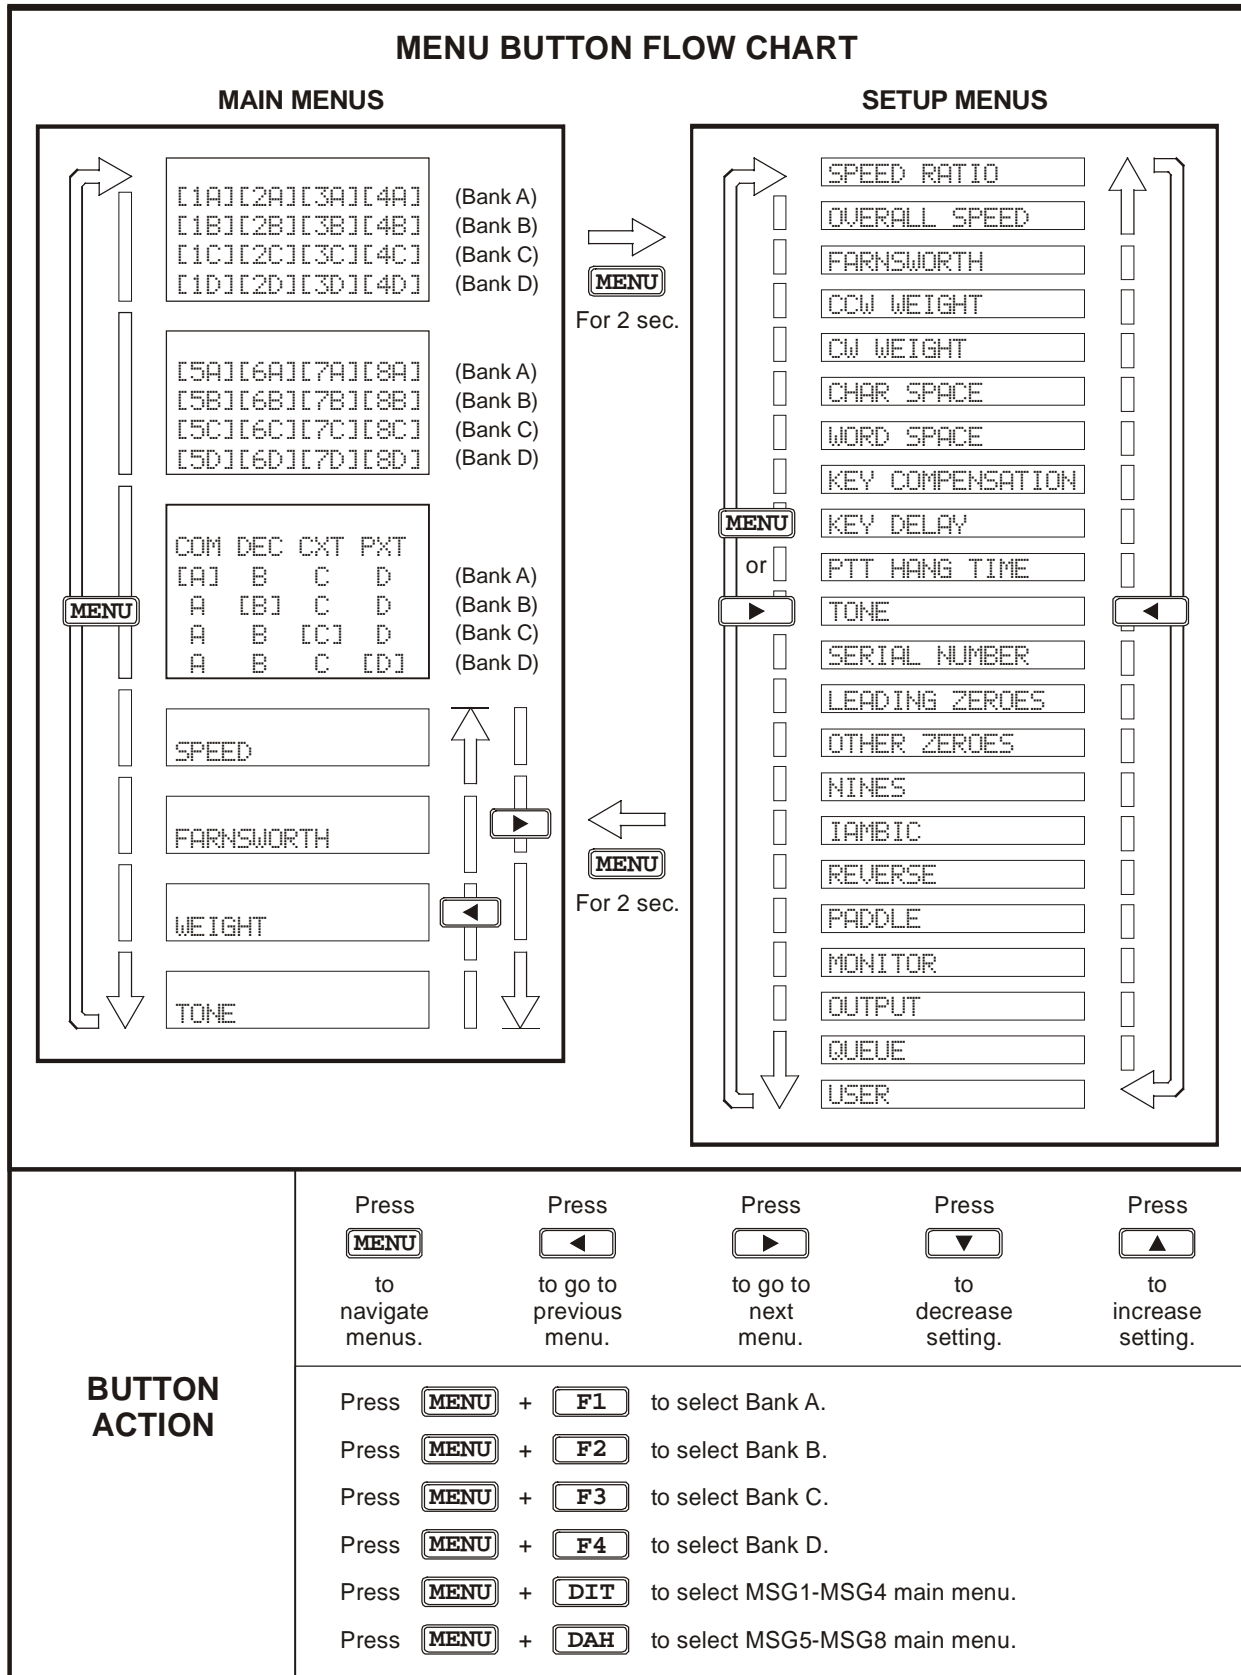 MENU BUTTON FLOW CHART
MAIN MENUS
[1A][2A][3A][4A] (Bank A)
[1B][2B][3B][4B] (Bank B)
[1C][2C][3C][4C] (Bank C)
[1D][2D][3D][4D] (Bank D)
[5A][6A][7A][8A] (Bank A)
[5B][6B][7B][8B] (Bank B)
[5C][6C][7C][8C] (Bank C)
[5D][6D][7D][8D] (Bank D)
COM DEC CXT PXT
[A] B C D (Bank A)
A [B] C D (Bank B)
A B [C] D (Bank C)
A B C [D] (Bank D)
MENU
SPEED
FARNSWORTH
WEIGHT
TONE
MENU
For 2 sec.
MENU
For 2 sec.
SETUP MENUS
SPEED RATIO
OVERALL SPEED
FARNSWORTH
CCW WEIGHT
CW WEIGHT
CHAR SPACE
WORD SPACE
KEY COMPENSATION
MENU
KEY DELAY
or
PTT HANG TIME
TONE
SERIAL NUMBER
LEADING ZEROES
OTHER ZEROES
NINES
IAMBIC
REVERSE
PADDLE
MONITOR
OUTPUT
QUEUE
USER
BUTTON
ACTION
Press
MENU
to
navigate
menus.
Press
to go to
previous
menu.
Press
to go to
next
menu.
Press
to
decrease
setting.
Press
to
increase
setting.
Press MENU + F1 to select Bank A.
Press MENU + F2 to select Bank B.
Press MENU + F3 to select Bank C.
Press MENU + F4 to select Bank D.
Press MENU + DIT to select MSG1-MSG4 main menu.
Press MENU + DAH to select MSG5-MSG8 main menu.